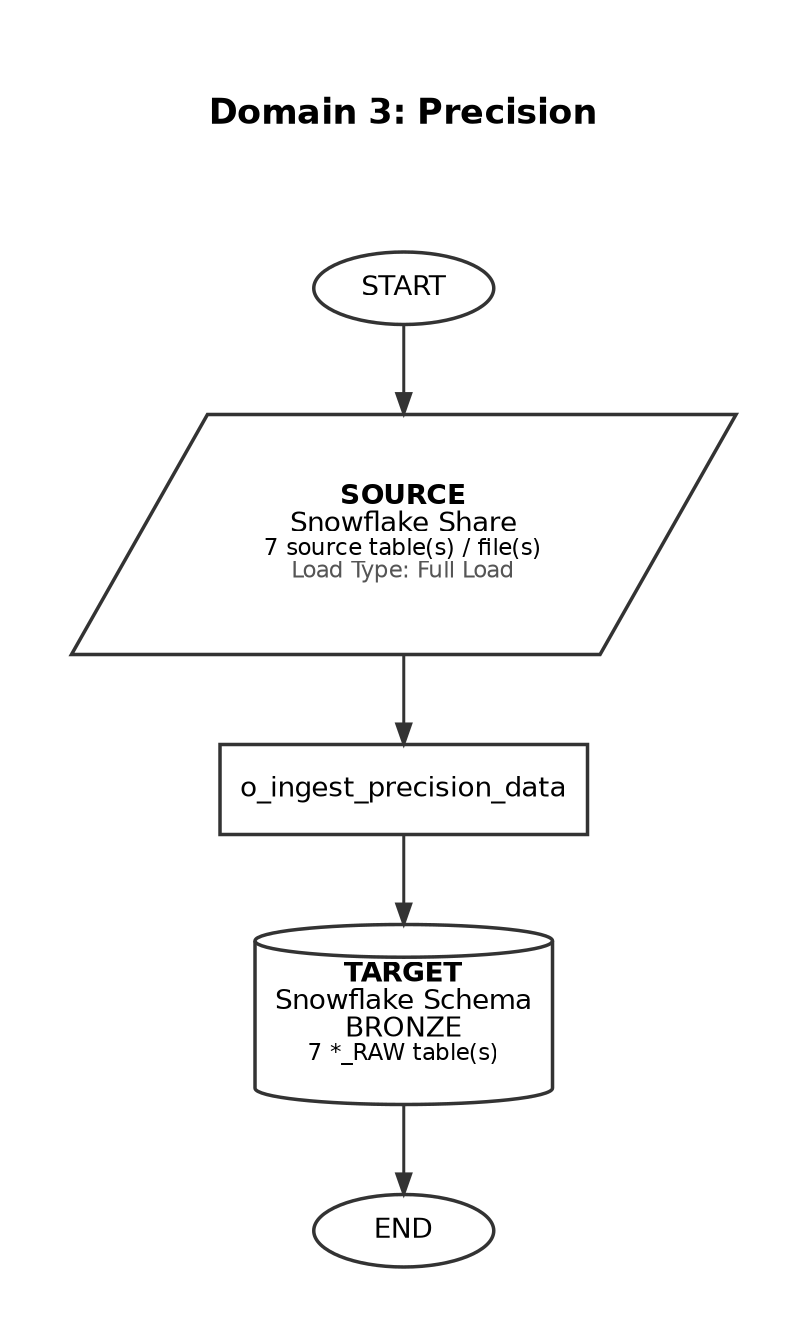 Domain 3: Precision
START
SOURCE
Snowflake Share
7 source table(s) / file(s)
Load Type: Full Load
o_ingest_precision_data
TARGET
Snowflake Schema
BRONZE
7 *_RAW table(s)
END